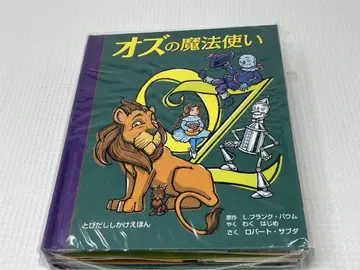 オズの魔法使い
OZ
とびだししかけえほん
原作 L.フランク・バウム
やく わく はじめ
さく ロバート・サブダ